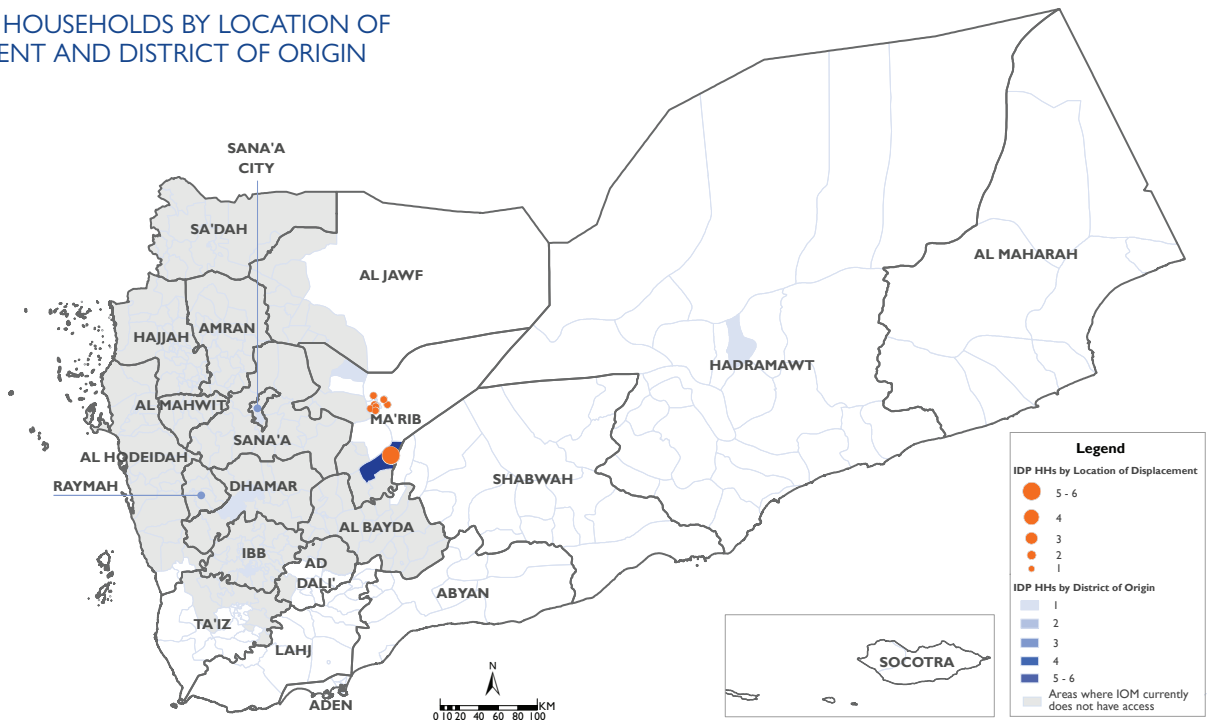 HOUSEHOLDS BY LOCATION OF
ENT AND DISTRICT OF ORIGIN
SANA'A
CITY
SA'DAH
AL JAWF
AL MAHARAH
HAJJAH
AMRAN
HADRAMAWT
AL MAHWIT
MA'RIB
SANA'A
AL HODEIDAH
RAYMAH
DHAMAR
SHABWAH
AL BAYDA
IBB
AD
DALI'
ABYAN
TA'IZ
LAHJ
ADEN
SOCOTRA
N
0 10 20 40 60 80 100
KM
Legend
IDP HHs by Location of Displacement
5 - 6
4
3
2
1
IDP HHs by District of Origin
1
2
3
4
5 - 6
Areas where IOM currently
does not have access